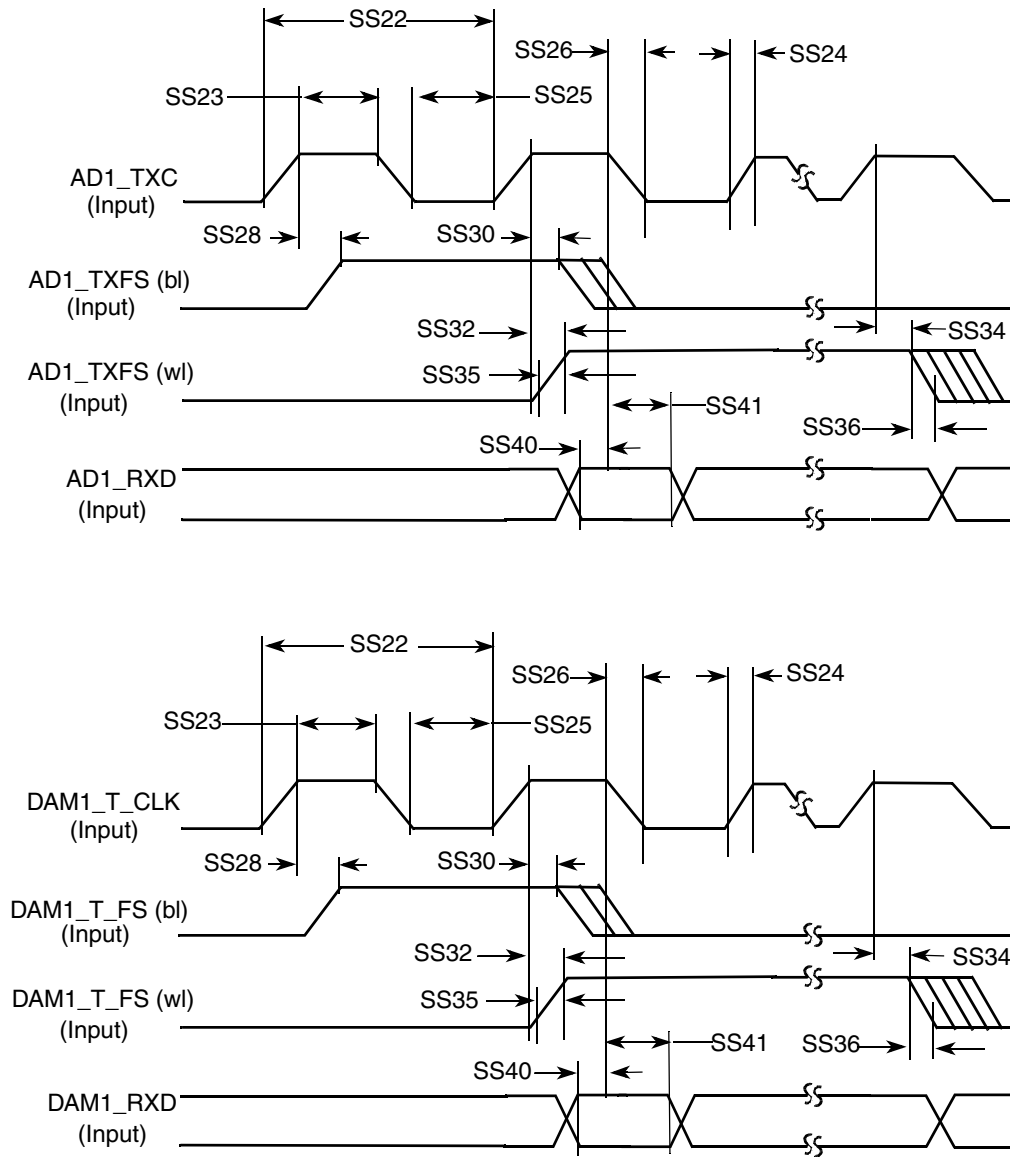 SS22
SS26
SS24
SS23
SS25
AD1_TXC
(Input)
SS28
SS30
AD1_TXFS (bl)
(Input)
SS32
SS34
AD1_TXFS (wl)
(Input)
SS35
SS41
SS36
SS40
AD1_RXD
(Input)
SS22
SS26
SS24
SS23
SS25
DAM1_T_CLK
(Input)
SS28
SS30
DAM1_T_FS (bl)
(Input)
SS32
SS34
DAM1_T_FS (wl)
(Input)
SS35
SS41
SS36
SS40
DAM1_RXD
(Input)